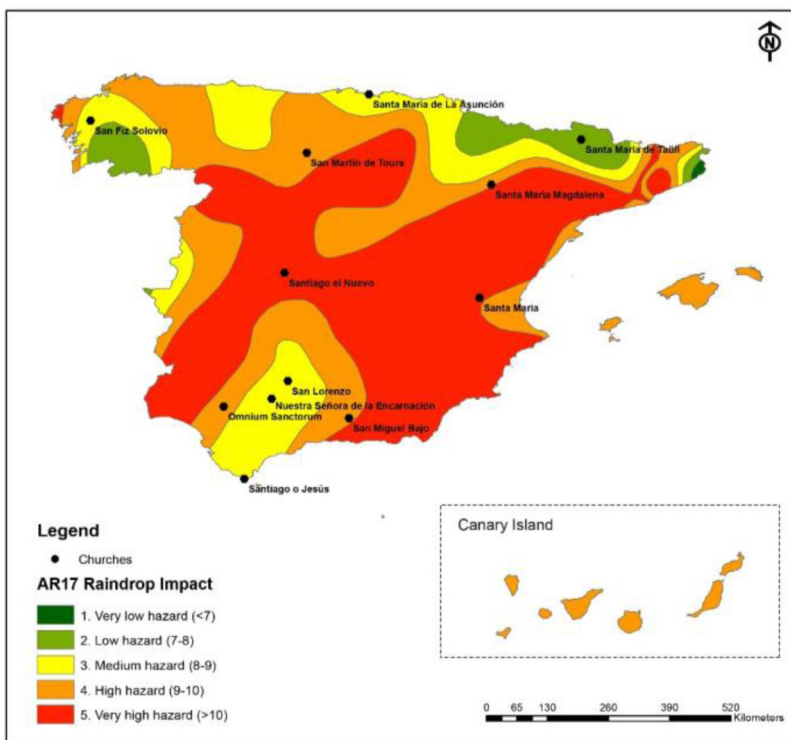 N
Santa María de La Asunción
San Fiz Solovio
Santa María de Taüll
San Martín de Tours
Santa María Magdalena
Santiago el Nuevo
Santa María
San Lorenzo
Nuestra Señora de la Encarnación
Omnium Sanctorum
San Miguel Bajo
Santiago o Jesús
Canary Island
Legend
Churches
AR17 Raindrop Impact
1. Very low hazard (<7)
2. Low hazard (7-8)
3. Medium hazard (8-9)
4. High hazard (9-10)
5. Very high hazard (>10)
0 65 130 260 390 520
Kilometers